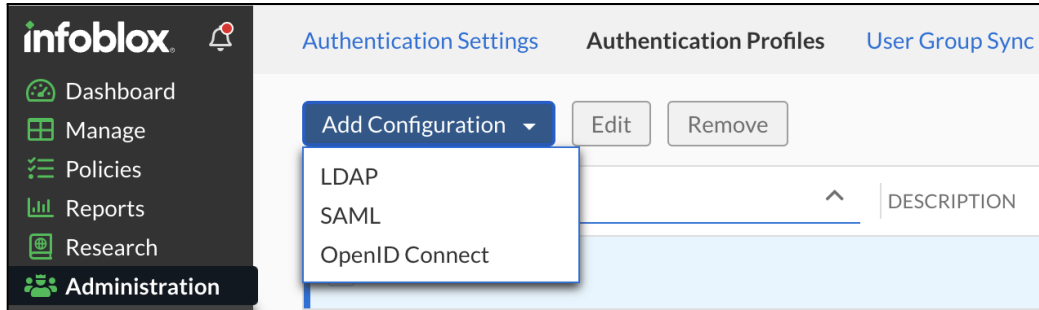 infoblox®
Authentication Settings Authentication Profiles User Group Sync
Dashboard
Manage
Policies
Reports
Research
Administration
Add Configuration Edit Remove
LDAP
SAML
OpenID Connect
DESCRIPTION